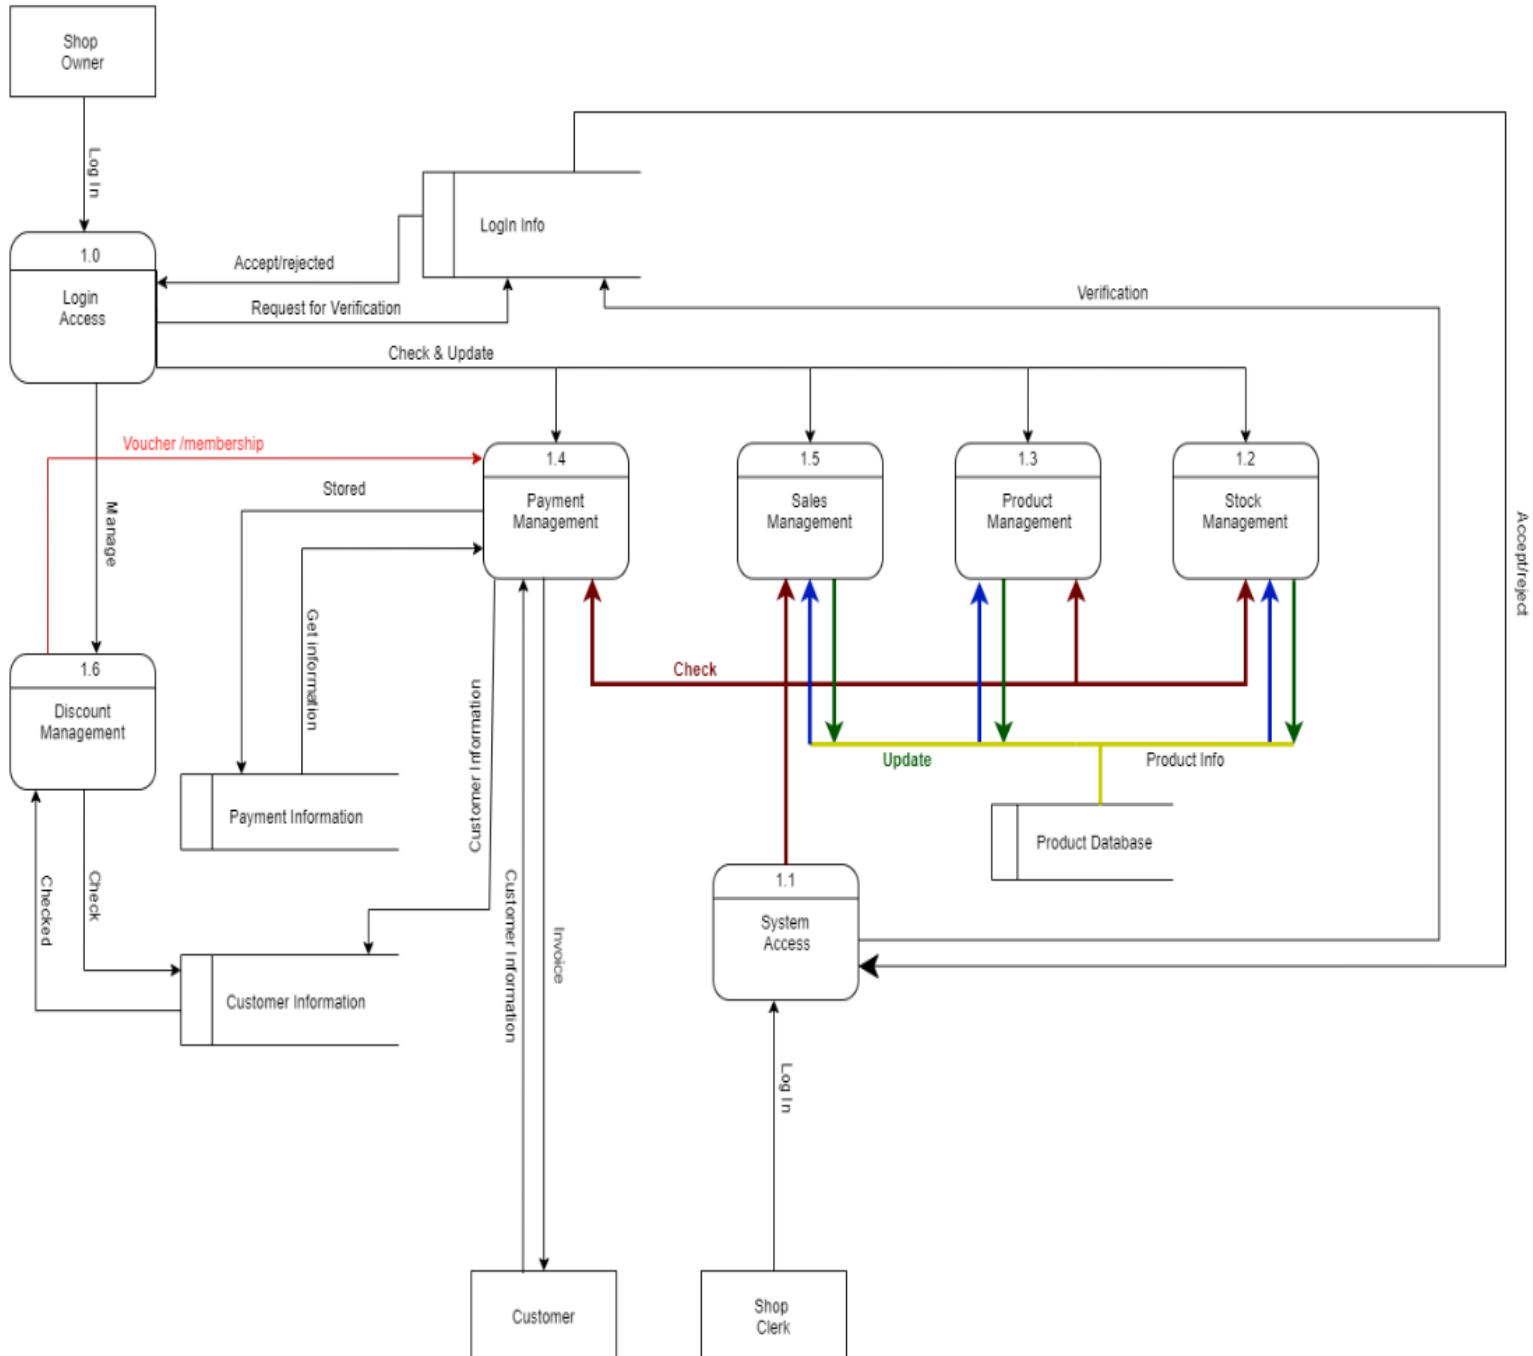 Shop
Owner
Log In
LogIn Info
1.0
Login
Access
Accept/rejected
Request for Verification
Verification
Check & Update
Voucher /membership
Stored
Manage
1.4
Payment
Management
1.5
Sales
Management
1.3
Product
Management
1.2
Stock
Management
Accept/reject
Get information
Check
1.6
Discount
Management
Customer Information
Update
Product Info
Payment Information
Product Database
Checked
Check
Customer Information
Invoice
1.1
System
Access
Customer Information
Log In
Customer
Shop
Clerk